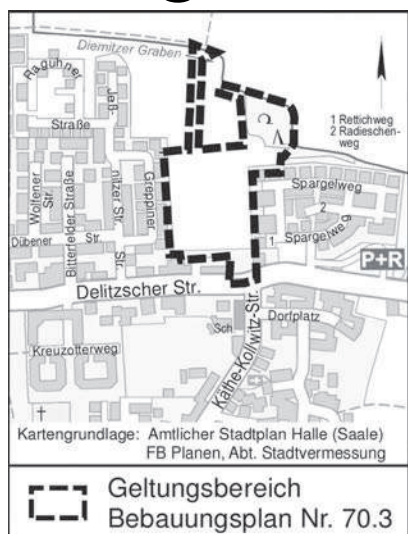 Diemitzer Graben
1 Rettichweg
2 Radieschen-
weg
Raguhner
Straße
Jeß-
nitzer Str.
Greppiner
Str.
Wolfener
Str.
Bitterfelder Straße
Dübener Str.
Spargelweg
2
1 Spargelweg
P+R
Delitzscher Str.
Sch
Dorfplatz
Käthe-Kollwitz-Str.
Kreuzotterweg
Kartengrundlage: Amtlicher Stadtplan Halle (Saale)
FB Planen, Abt. Stadtvermessung
Geltungsbereich
Bebauungsplan Nr. 70.3